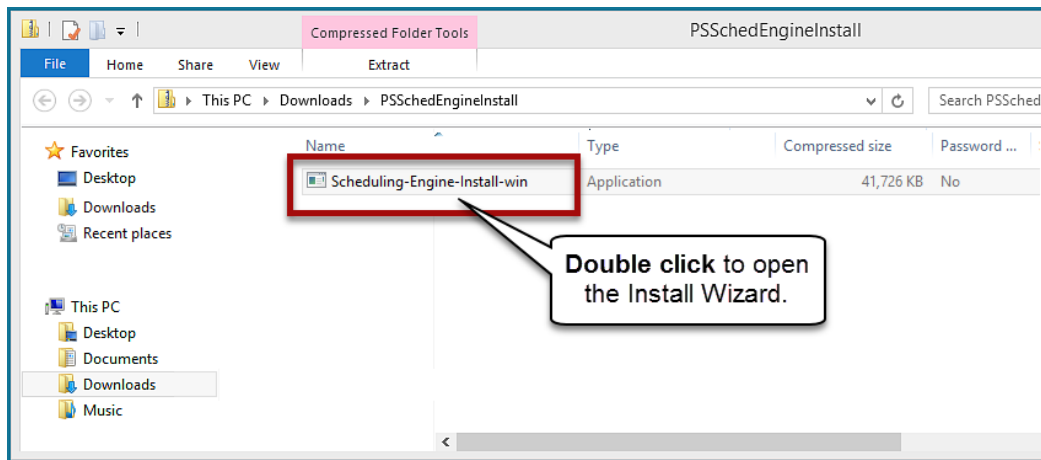 Compressed Folder Tools
PSSchedEngineInstall
File Home Share View Extract
This PC Downloads PSSchedEngineInstall
Search PSSched
Favorites
Desktop
Downloads
Recent places
This PC
Desktop
Documents
Downloads
Music
Name Type Compressed size Password ...
Scheduling-Engine-Install-win Application 41,726 KB No
Double click to open
the Install Wizard.